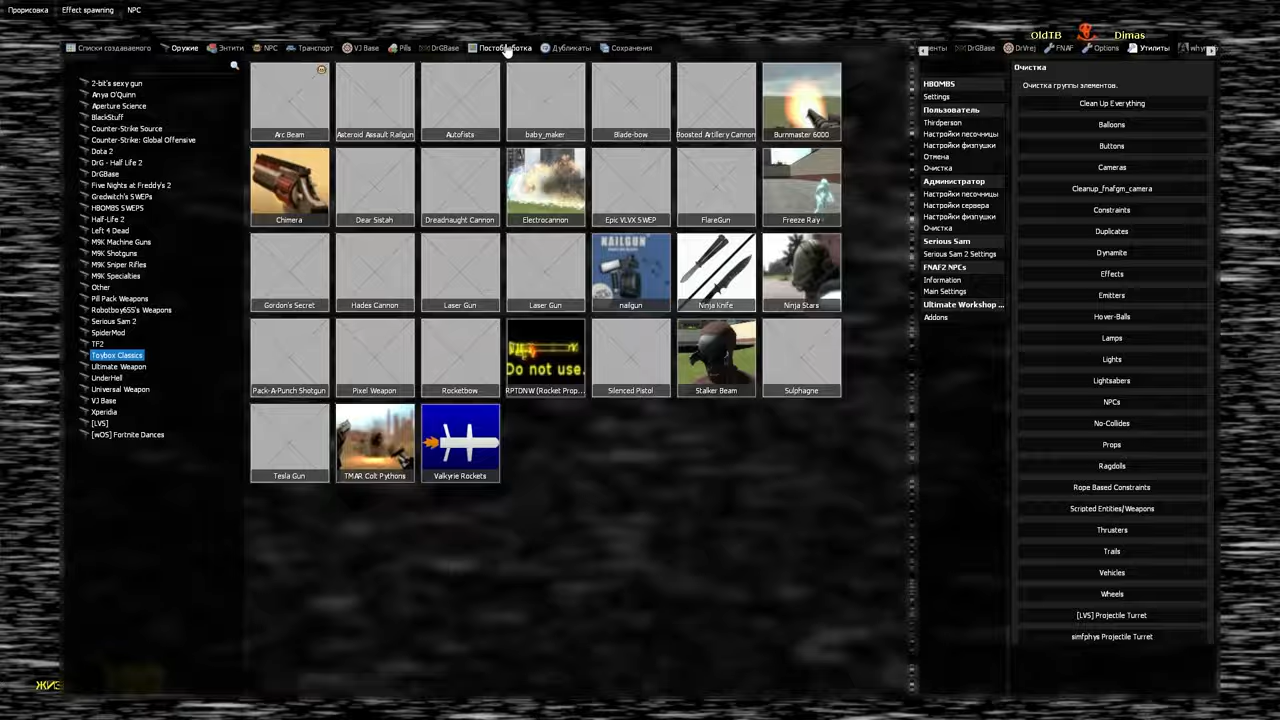 Прорисовка Effect spawning NPC
OldTB Dimas
Списки создаваемого Оружие Энтити NPC Транспорт VJ Base Pills DrGBase Постобработка Дубликаты Сохранения
DrGBase DrVrej FNAF Options Утилиты
2-bit's sexy gun
Anya O'Quinn
Aperture Science
BlackStuff
Counter-Strike Source
Counter-Strike: Global Offensive
Dota 2
DrG - Half Life 2
DrGBase
Five Nights at Freddy's 2
Gredwitch's SWEPs
HBOMBS SWEPS
Half-Life 2
Left 4 Dead
M9K Machine Guns
M9K Shotguns
M9K Sniper Rifles
M9K Specialties
Other
Pill Pack Weapons
Robotboy655's Weapons
Serious Sam 2
SpiderMod
TF2
Toybox Classics
Ultimate Weapon
UnderHell
Universal Weapon
VJ Base
Xperidia
[LVS]
[wOS] Fortnite Dances
Arc Beam
Asteroid Assault Railgun
Autofists
baby_maker
Blade-bow
Boosted Artillery Cannon
Burnmaster 6000
Chimera
Dear Sistah
Dreadnaught Cannon
Electrocannon
Epic VLVX SWEP
FlareGun
Freeze Ray
Gordon's Secret
Hades Cannon
Laser Gun
Laser Gun
NAILGUN
nailgun
Ninja Knife
Ninja Stars
Pack-A-Punch Shotgun
Pixel Weapon
Rocketbow
Do not use.
RPTONW (Rocket Prop...
Silenced Pistol
Stalker Beam
Sulphagne
Tesla Gun
TMAR Colt Pythons
Valkyrie Rockets
HBOMBS
Settings
Пользователь
Thirdperson
Настройки песочницы
Настройки физпушки
Отмена
Очистка
Администратор
Настройки песочницы
Настройки сервера
Настройки физпушки
Очистка
Serious Sam
Serious Sam 2 Settings
FNAF2 NPCs
Information
Main Settings
Ultimate Workshop ...
Addons
Очистка
Очистка группы элементов.
Clean Up Everything
Balloons
Buttons
Cameras
Cleanup_fnafgm_camera
Constraints
Duplicates
Dynamite
Effects
Emitters
Hover-Balls
Lamps
Lights
Lightsabers
NPCs
No-Collides
Props
Ragdolls
Rope Based Constraints
Scripted Entities/Weapons
Thrusters
Trails
Vehicles
Wheels
[LVS] Projectile Turret
simfphys Projectile Turret